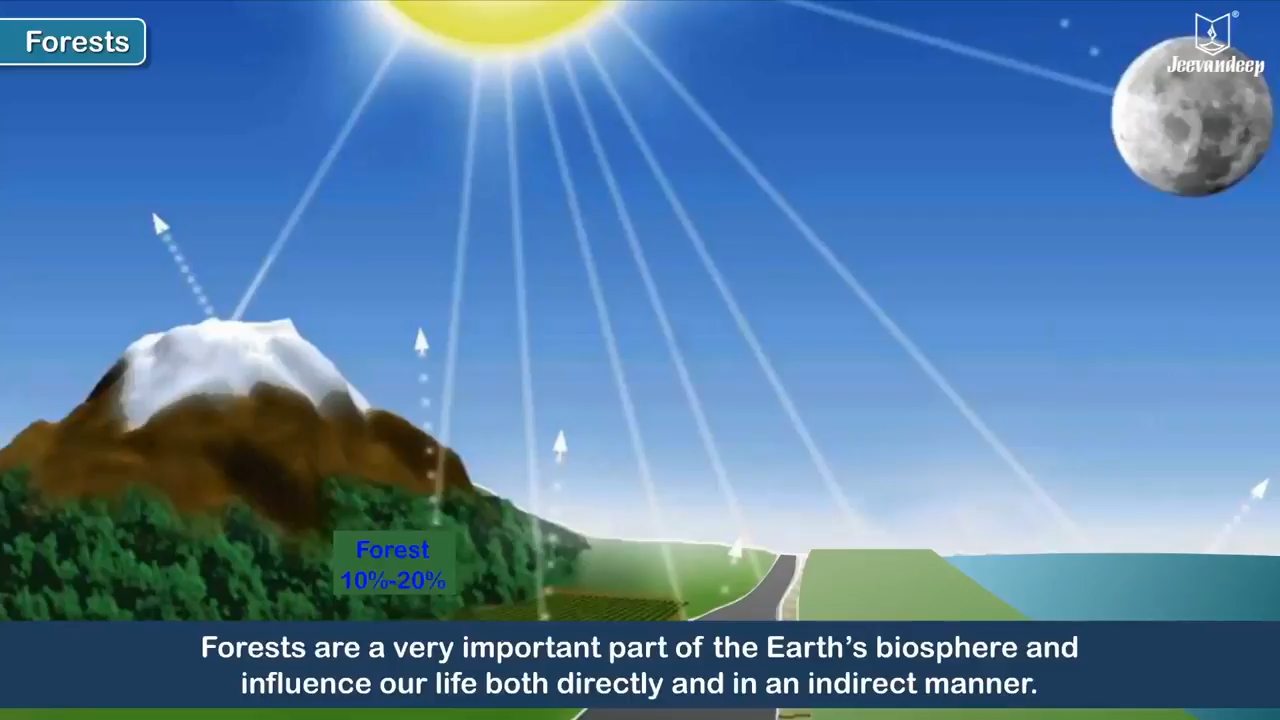 Forests
Jeevandeep
Forest
10%-20%
Forests are a very important part of the Earth's biosphere and
influence our life both directly and in an indirect manner.